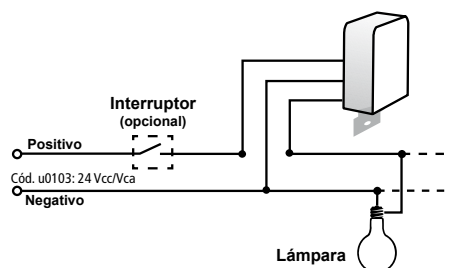 Interruptor
(opcional)
Positivo
Cód. u0103: 24 Vcc/Vca
Negativo
Lámpara